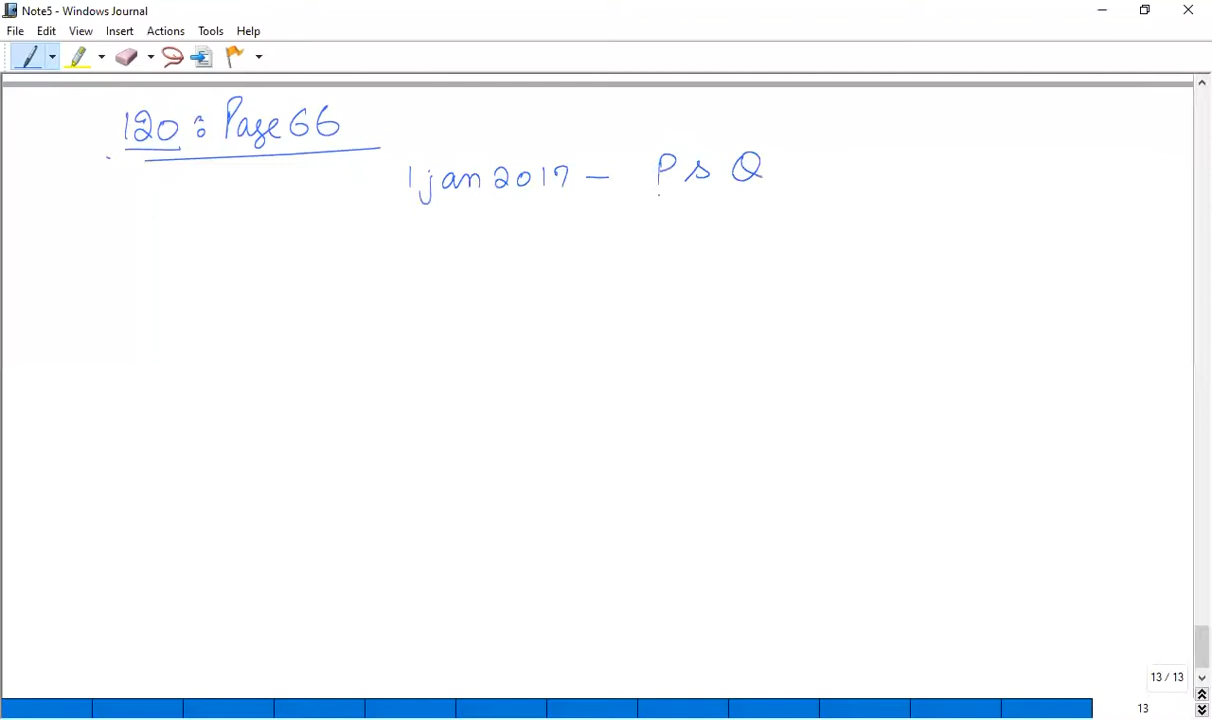 Note5 - Windows Journal
File Edit View Insert Actions Tools Help
120: Page 66
1 jan 2017 - P s Q
13 / 13
13